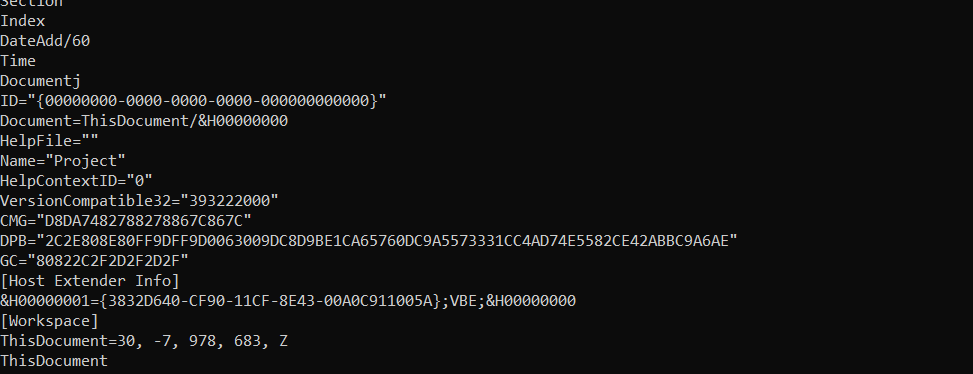 Section
Index
DateAdd/60
Time
Documentj
ID="{00000000-0000-0000-0000-000000000000}"
Document=ThisDocument/&H00000000
HelpFile=""
Name="Project"
HelpContextID="0"
VersionCompatible32="393222000"
CMG="D8DA7482788278867C867C"
DPB="2C2E808E80FF9DFF9D0063009DC8D9BE1CA65760DC9A5573331CC4AD74E5582CE42ABBC9A6AE"
GC="80822C2F2D2F2D2F"
[Host Extender Info]
&H00000001={3832D640-CF90-11CF-8E43-00A0C911005A};VBE;&H00000000
[Workspace]
ThisDocument=30, -7, 978, 683, Z
ThisDocument